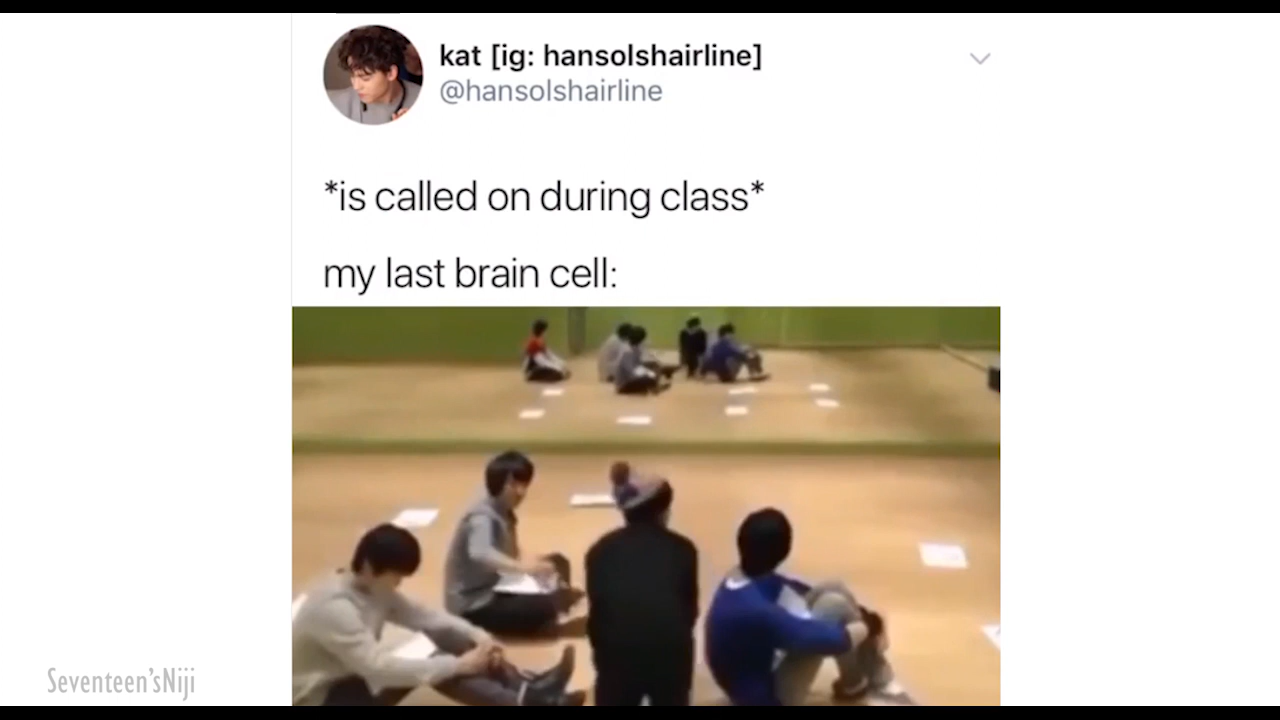 kat [ig: hansolshairline]
@hansolshairline
*is called on during class*
my last brain cell:
Seventeen'sNiji